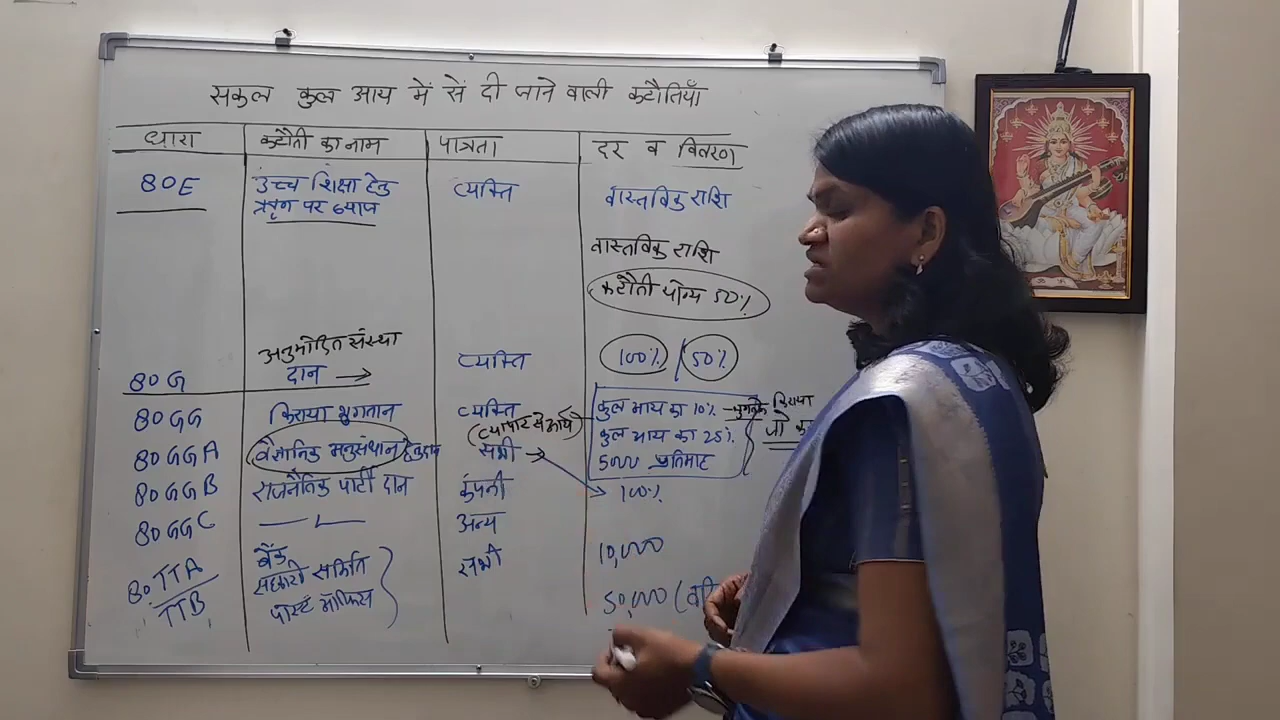 सकल कुल आय में सें दी जाने वाली कटौतियाँ
धारा कटौती का नाम पात्रता दर व विवरण
80E उच्च शिक्षा हेतु व्यक्ति वास्तविक राशि
ऋृन पर ब्याज
वास्तविक राशि
कटौती योग्य 50%
अनुमोदित संस्था
80G दान → व्यक्ति 100% / 50%
80GG किराया भुगतान व्यक्ति कुल आय का 10% → किराया
(व्यापार से आय) कुल आय का 25% जो
80GGA वैज्ञानिक अनुसंधान हेतु दान सभी → 5000 प्रतिमाह
80GGB राजनैतिक पार्टी दान कंपनी 100%
80GGC —— L —— अन्य
80TTA बैंक सभी 10,000
TTB सहकारी समिति 50,000
पोस्ट ऑफिस